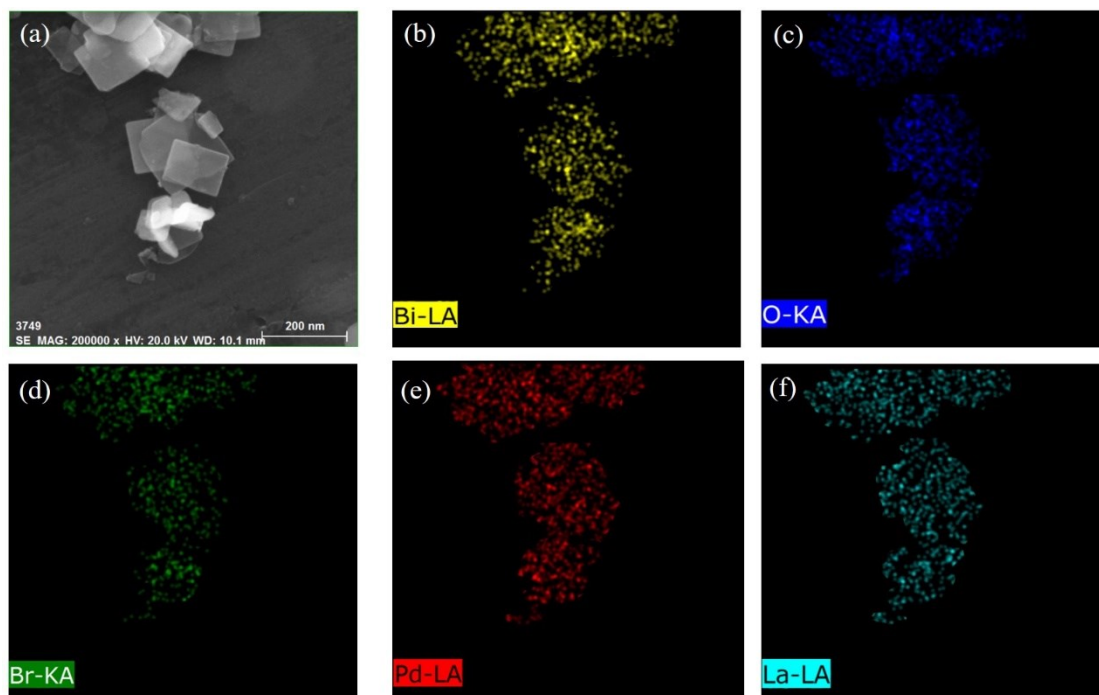 (a)
3749
SE MAG: 200000 x HV: 20.0 kV WD: 10.1 mm
200 nm
(b)
Bi-LA
(c)
O-KA
(d)
Br-KA
(e)
Pd-LA
(f)
La-LA